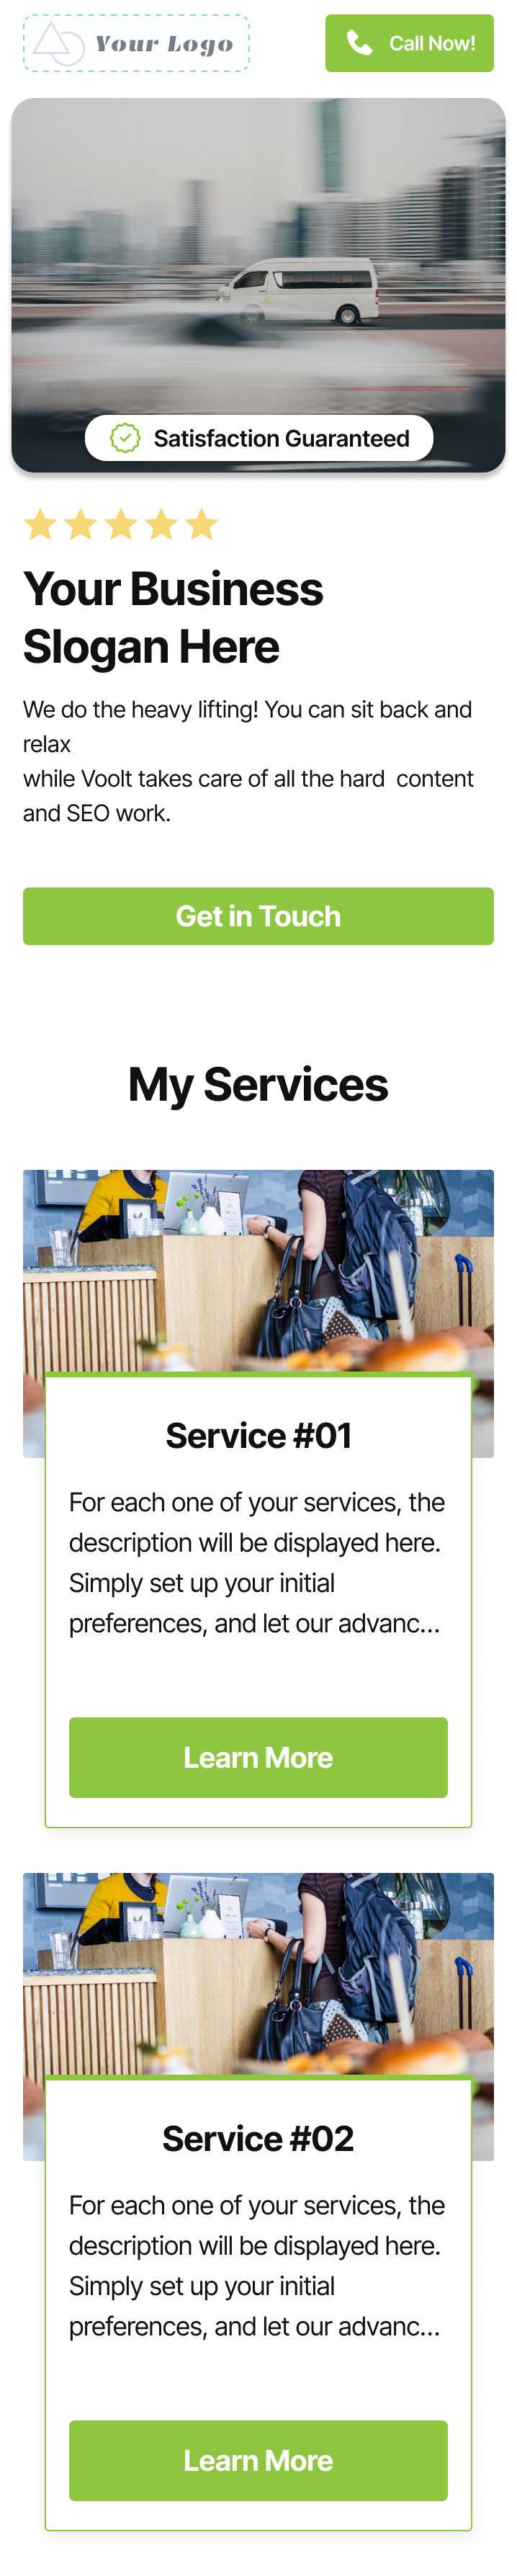 Your Logo
Call Now!
Satisfaction Guaranteed
Your Business
Slogan Here
We do the heavy lifting! You can sit back and
relax
while Voolt takes care of all the hard  content
and SEO work.
Get in Touch
My Services
Service #01
For each one of your services, the
description will be displayed here.
Simply set up your initial
preferences, and let our advanc...
Learn More
Service #02
For each one of your services, the
description will be displayed here.
Simply set up your initial
preferences, and let our advanc...
Learn More